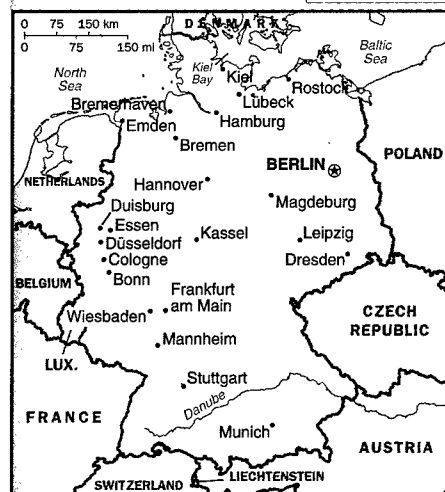 DENMARK
0 75 150 km
0 75 150 mi
Baltic
Sea
North
Sea
Kiel
Bay
Kiel
Rostock
Lübeck
Bremerhaven
Hamburg
Emden
Bremen
POLAND
BERLIN
NETHERLANDS
Hannover
Magdeburg
Duisburg
Essen
Kassel
Leipzig
Düsseldorf
Cologne
Dresden
BELGIUM
Bonn
Frankfurt
am Main
Wiesbaden
CZECH
REPUBLIC
Mannheim
LUX.
Stuttgart
Danube
FRANCE
Munich
AUSTRIA
LIECHTENSTEIN
SWITZERLAND